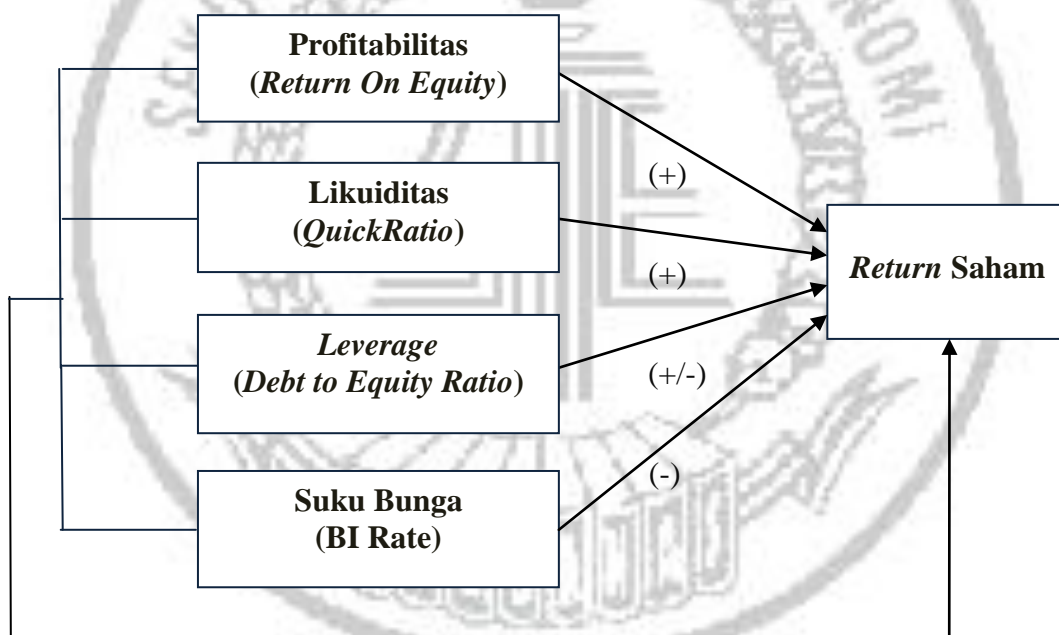 Profitabilitas
(Return On Equity)
(+)
Likuiditas
(QuickRatio)
(+)
Return Saham
Leverage
(Debt to Equity Ratio)
(+/-)
(-)
Suku Bunga
(BI Rate)